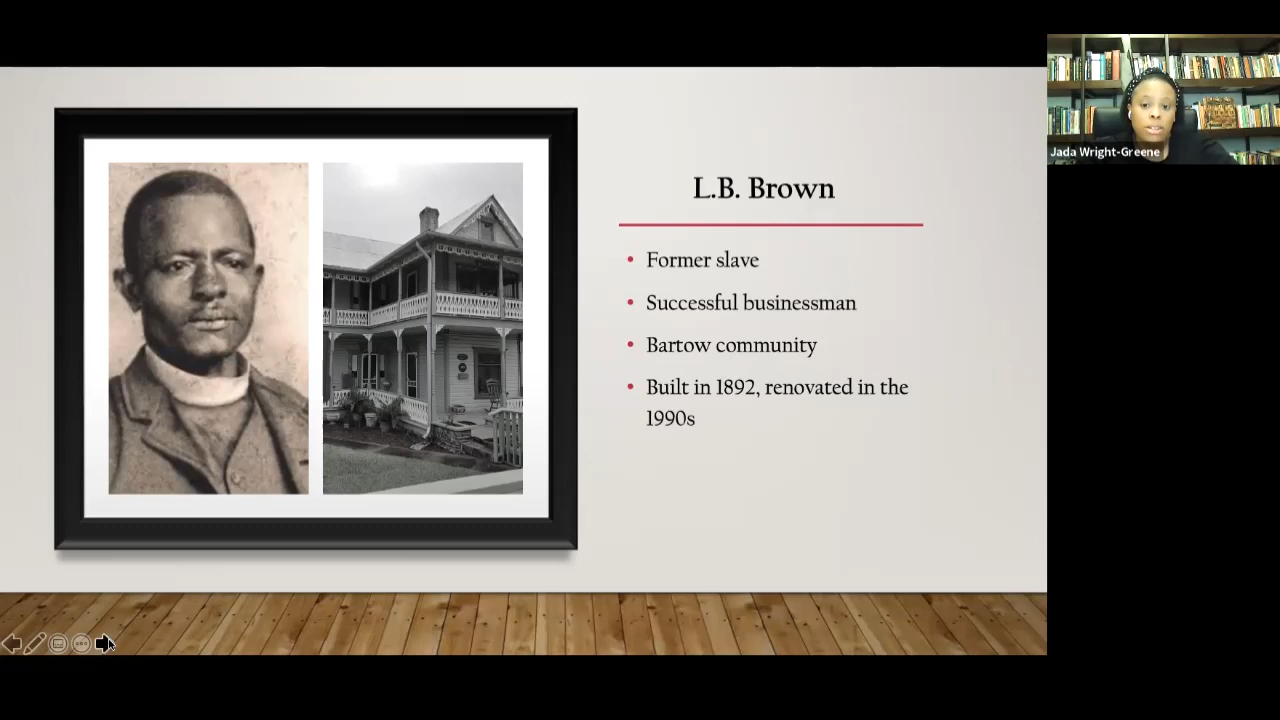 L.B. Brown
• Former slave
• Successful businessman
• Bartow community
• Built in 1892, renovated in the
1990s
Jada Wright-Greene